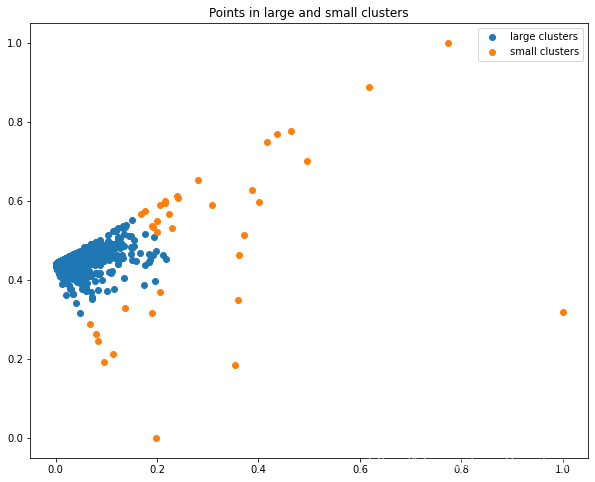 Points in large and small clusters
large clusters
small clusters
1.0
0.8
0.6
0.4
0.2
0.0
0.0 0.2 0.4 0.6 0.8 1.0